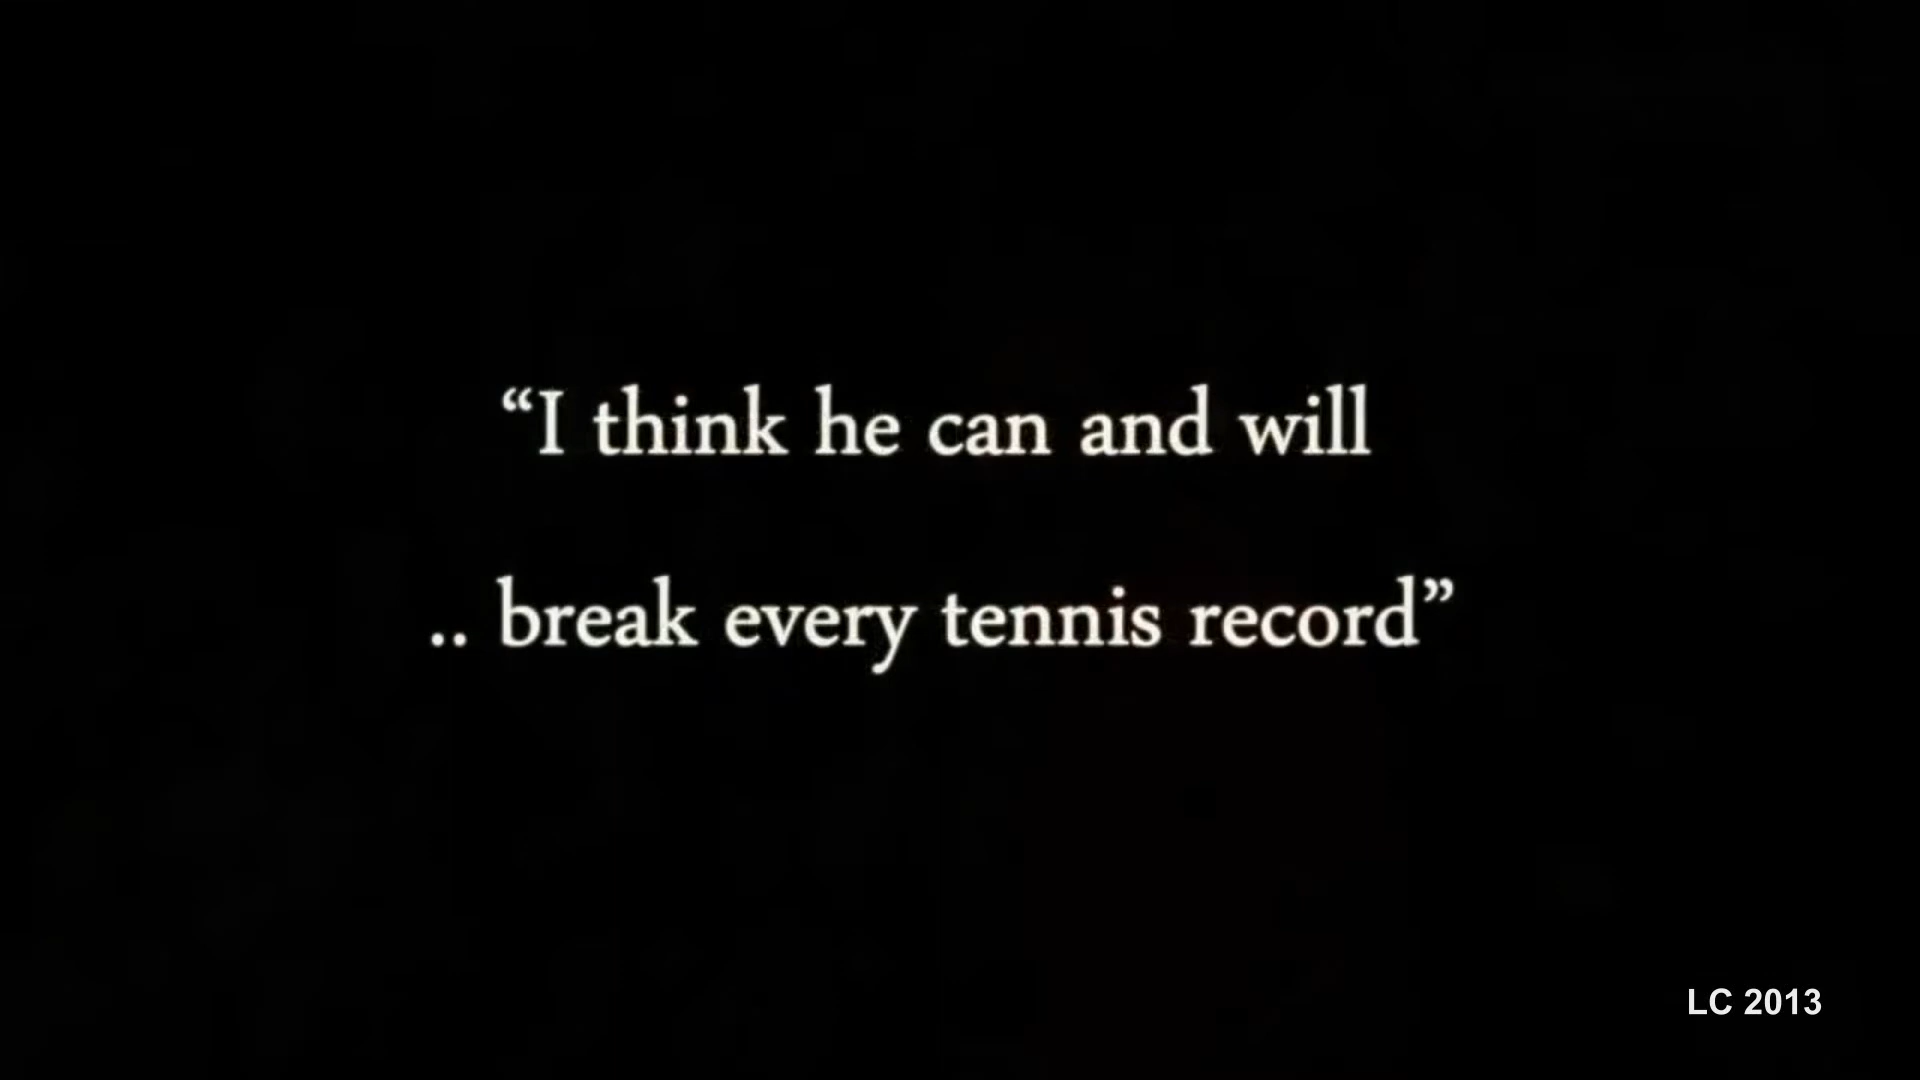 “I think he can and will
.. break every tennis record”
LC 2013